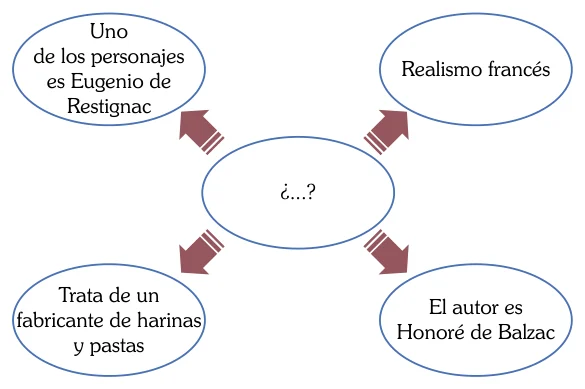 Uno
de los personajes
es Eugenio de
Restignac
Realismo francés
¿...?
Trata de un
fabricante de harinas
y pastas
El autor es
Honoré de Balzac